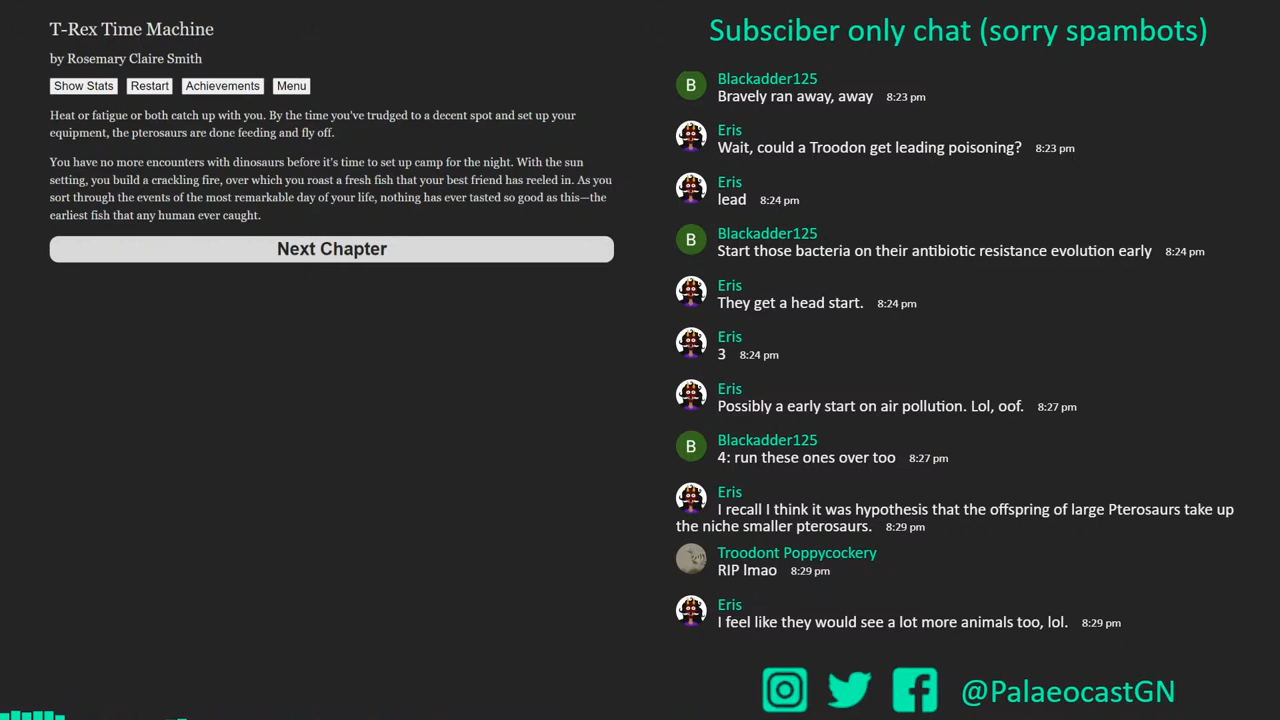 T-Rex Time Machine
by Rosemary Claire Smith
Show Stats
Restart
Achievements
Menu
Heat or fatigue or both catch up with you. By the time you've trudged to a decent spot and set up your
equipment, the pterosaurs are done feeding and fly off.
You have no more encounters with dinosaurs before it's time to set up camp for the night. With the sun
setting, you build a crackling fire, over which you roast a fresh fish that your best friend has reeled in. As you
sort through the events of the most remarkable day of your life, nothing has ever tasted so good as this—the
earliest fish that any human ever caught.
Next Chapter
Subsciber only chat (sorry spambots)
B
Blackadder125
Bravely ran away, away 8:23 pm
Eris
Wait, could a Troodon get leading poisoning? 8:23 pm
Eris
lead 8:24 pm
B
Blackadder125
Start those bacteria on their antibiotic resistance evolution early 8:24 pm
Eris
They get a head start. 8:24 pm
Eris
3 8:24 pm
Eris
Possibly a early start on air pollution. Lol, oof. 8:27 pm
B
Blackadder125
4: run these ones over too 8:27 pm
Eris
I recall I think it was hypothesis that the offspring of large Pterosaurs take up
the niche smaller pterosaurs. 8:29 pm
Troodont Poppycockery
RIP lmao 8:29 pm
Eris
I feel like they would see a lot more animals too, lol. 8:29 pm
@PalaeocastGN